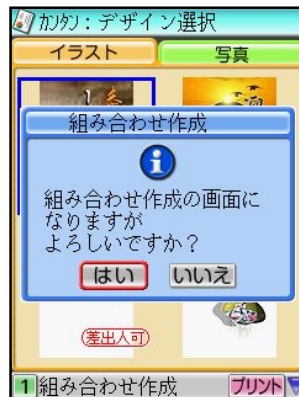 カンタン：デザイン選択
イラスト
写真
組み合わせ作成
組み合わせ作成の画面に
なりますが
よろしいですか？
はい
いいえ
差出人可
1 組み合わせ作成
プリント